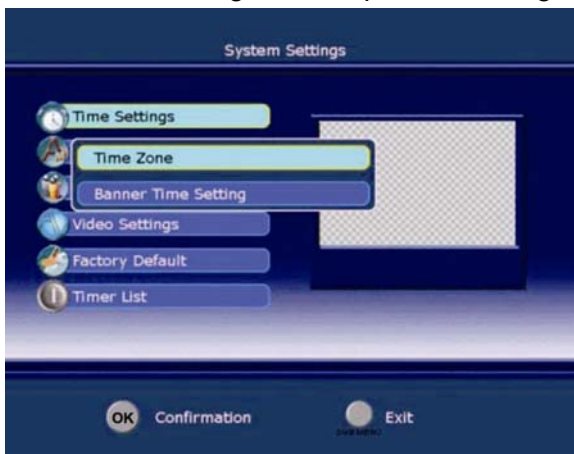 System Settings
Time Settings
Time Zone
Banner Time Setting
Video Settings
Factory Default
Timer List
OK Confirmation Exit